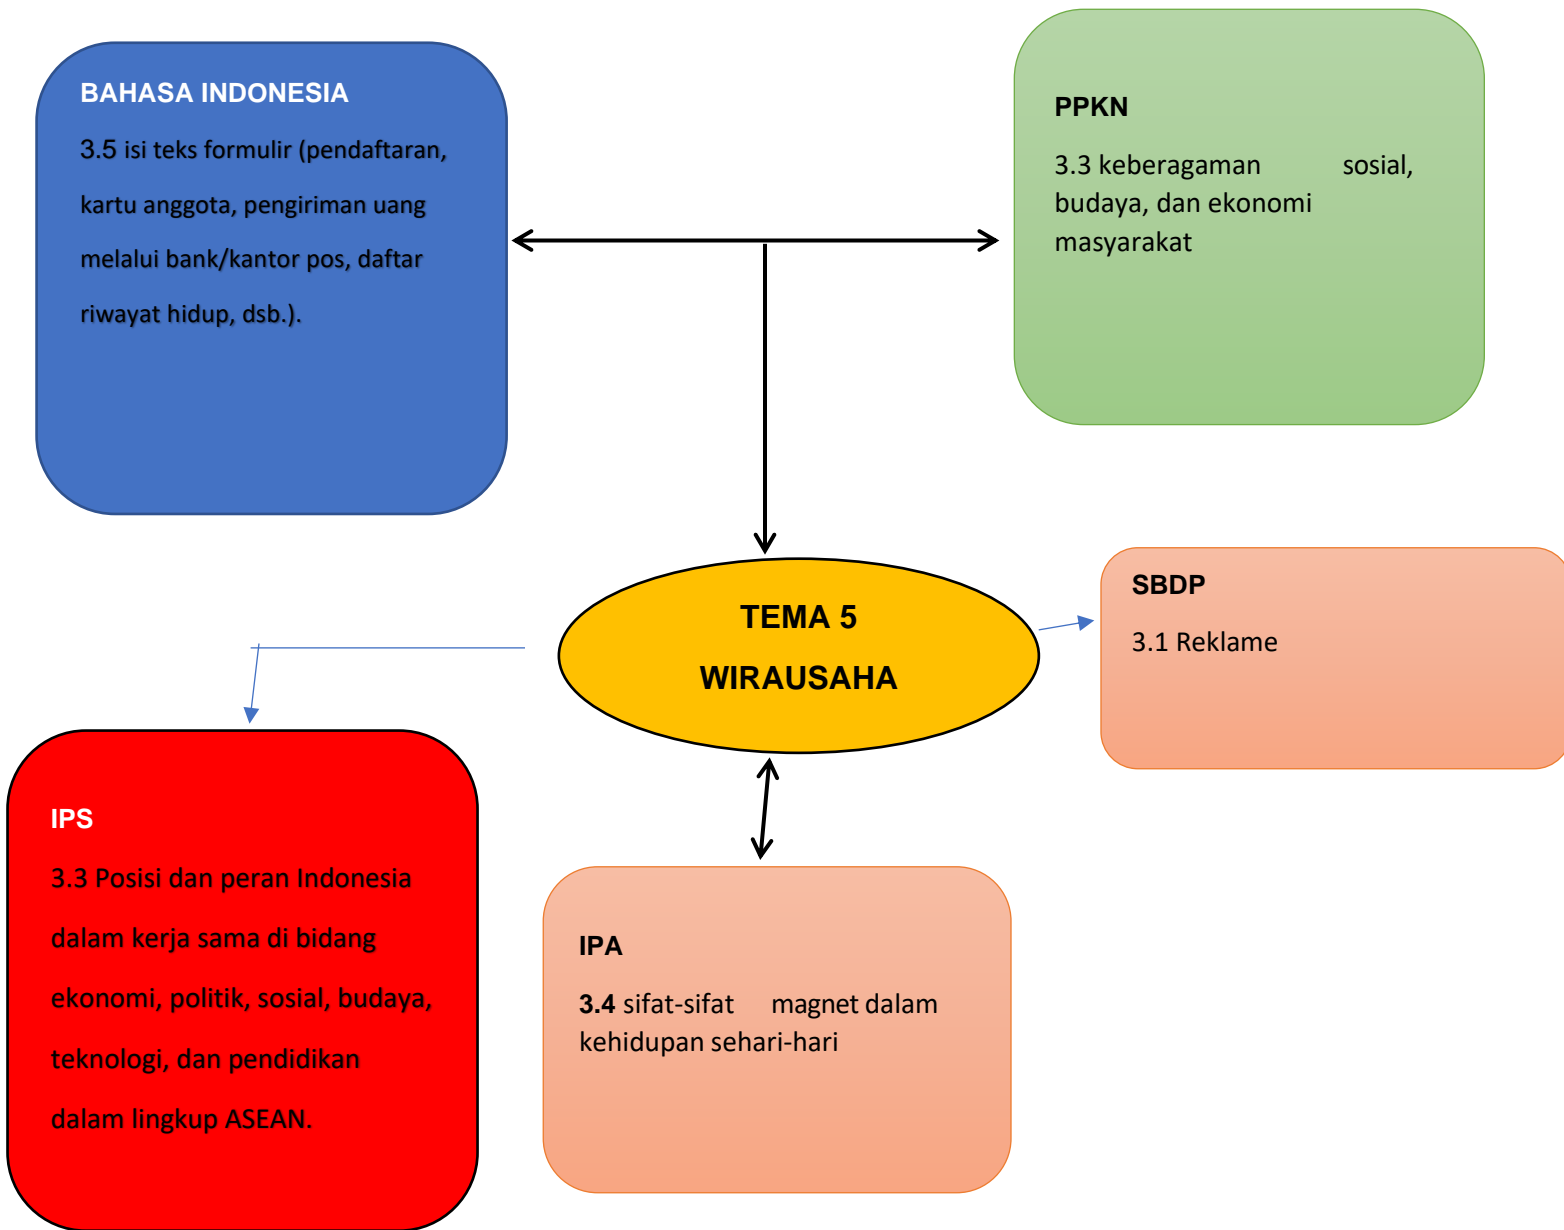 BAHASA INDONESIA
3.5 isi teks formulir (pendaftaran,
kartu anggota, pengiriman uang
melalui bank/kantor pos, daftar
riwayat hidup, dsb.).
PPKN
3.3 keberagaman sosial,
budaya, dan ekonomi
masyarakat
TEMA 5
WIRAUSAHA
SBDP
3.1 Reklame
IPS
3.3 Posisi dan peran Indonesia
dalam kerja sama di bidang
ekonomi, politik, sosial, budaya,
teknologi, dan pendidikan
dalam lingkup ASEAN.
IPA
3.4 sifat-sifat magnet dalam
kehidupan sehari-hari